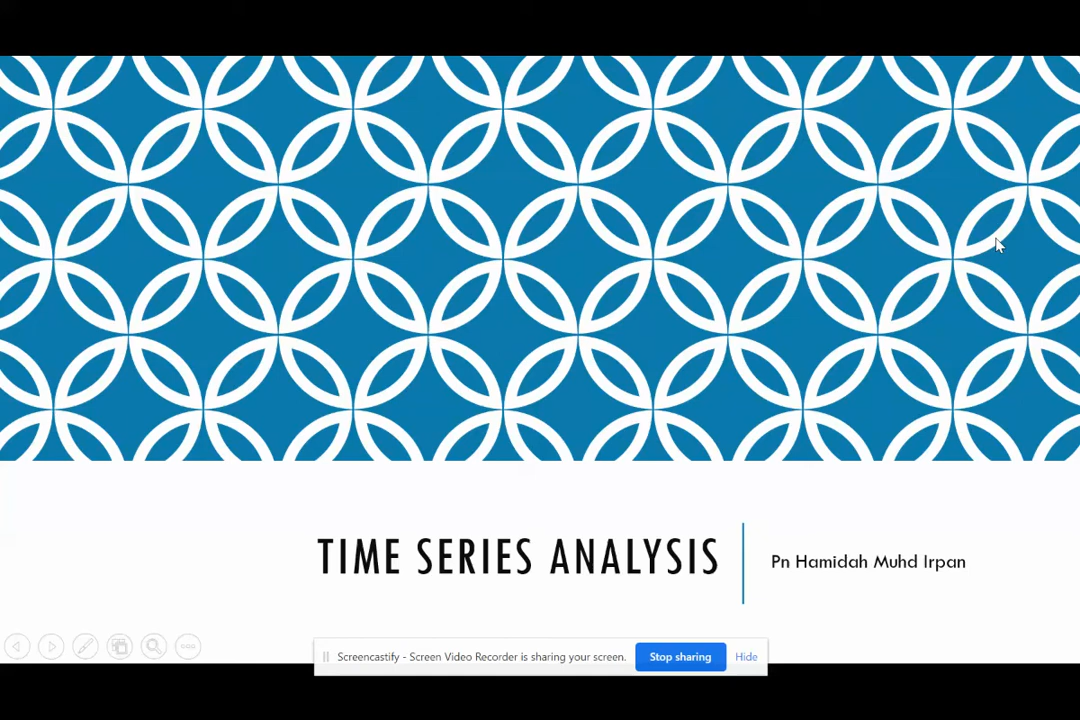 TIME SERIES ANALYSIS
Pn Hamidah Muhd Irpan
Screencastify - Screen Video Recorder is sharing your screen.
Stop sharing
Hide